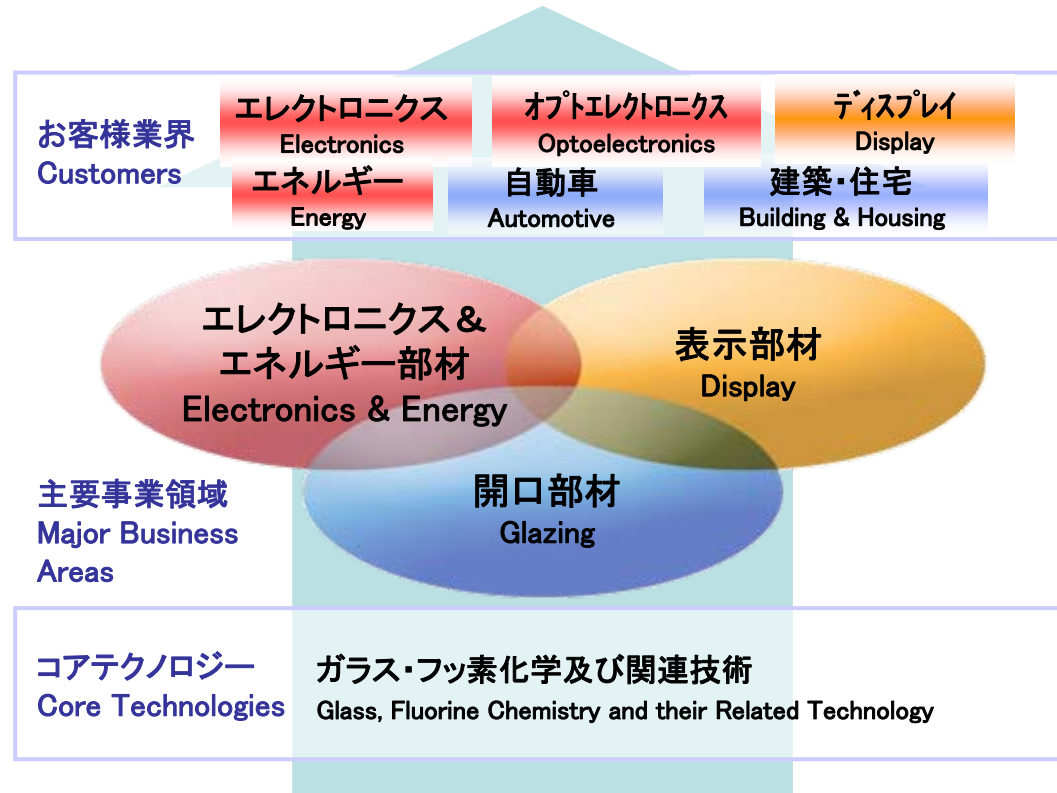 お客様業界
Customers
エレクトロニクス
Electronics
オプトエレクトロニクス
Optoelectronics
ディスプレイ
Display
エネルギー
Energy
自動車
Automotive
建築・住宅
Building & Housing
エレクトロニクス＆
エネルギー部材
Electronics & Energy
表示部材
Display
開口部材
Glazing
主要事業領域
Major Business
Areas
コアテクノロジー
Core Technologies
ガラス・フッ素化学及び関連技術
Glass, Fluorine Chemistry and their Related Technology